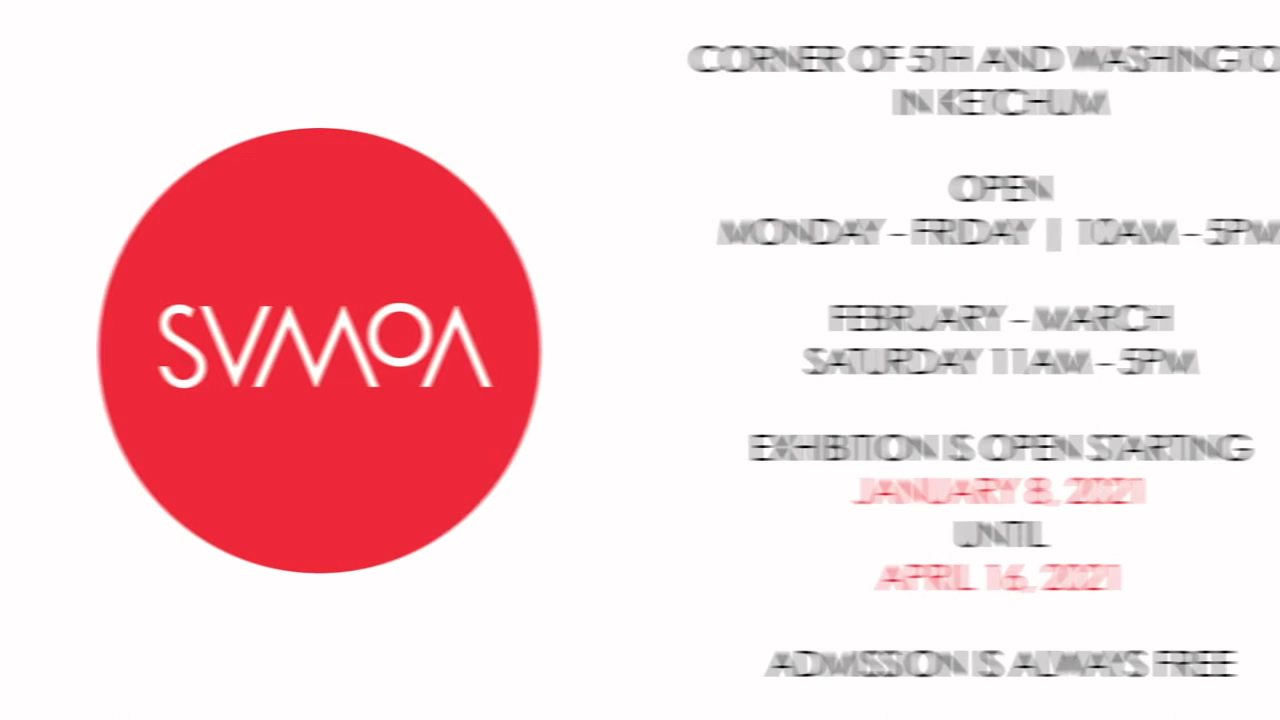 SVMOA
CORNER OF 5TH AND WASHINGTO
IN KETCHUM
OPEN
MONDAY - FRIDAY | 10AM - 5PM
FEBRUARY - MARCH
SATURDAY 11AM - 5PM
EXHIBITION IS OPEN STARTING
JANUARY 8, 2021
UNTIL
APRIL 16, 2021
ADMISSION IS ALWAYS FREE